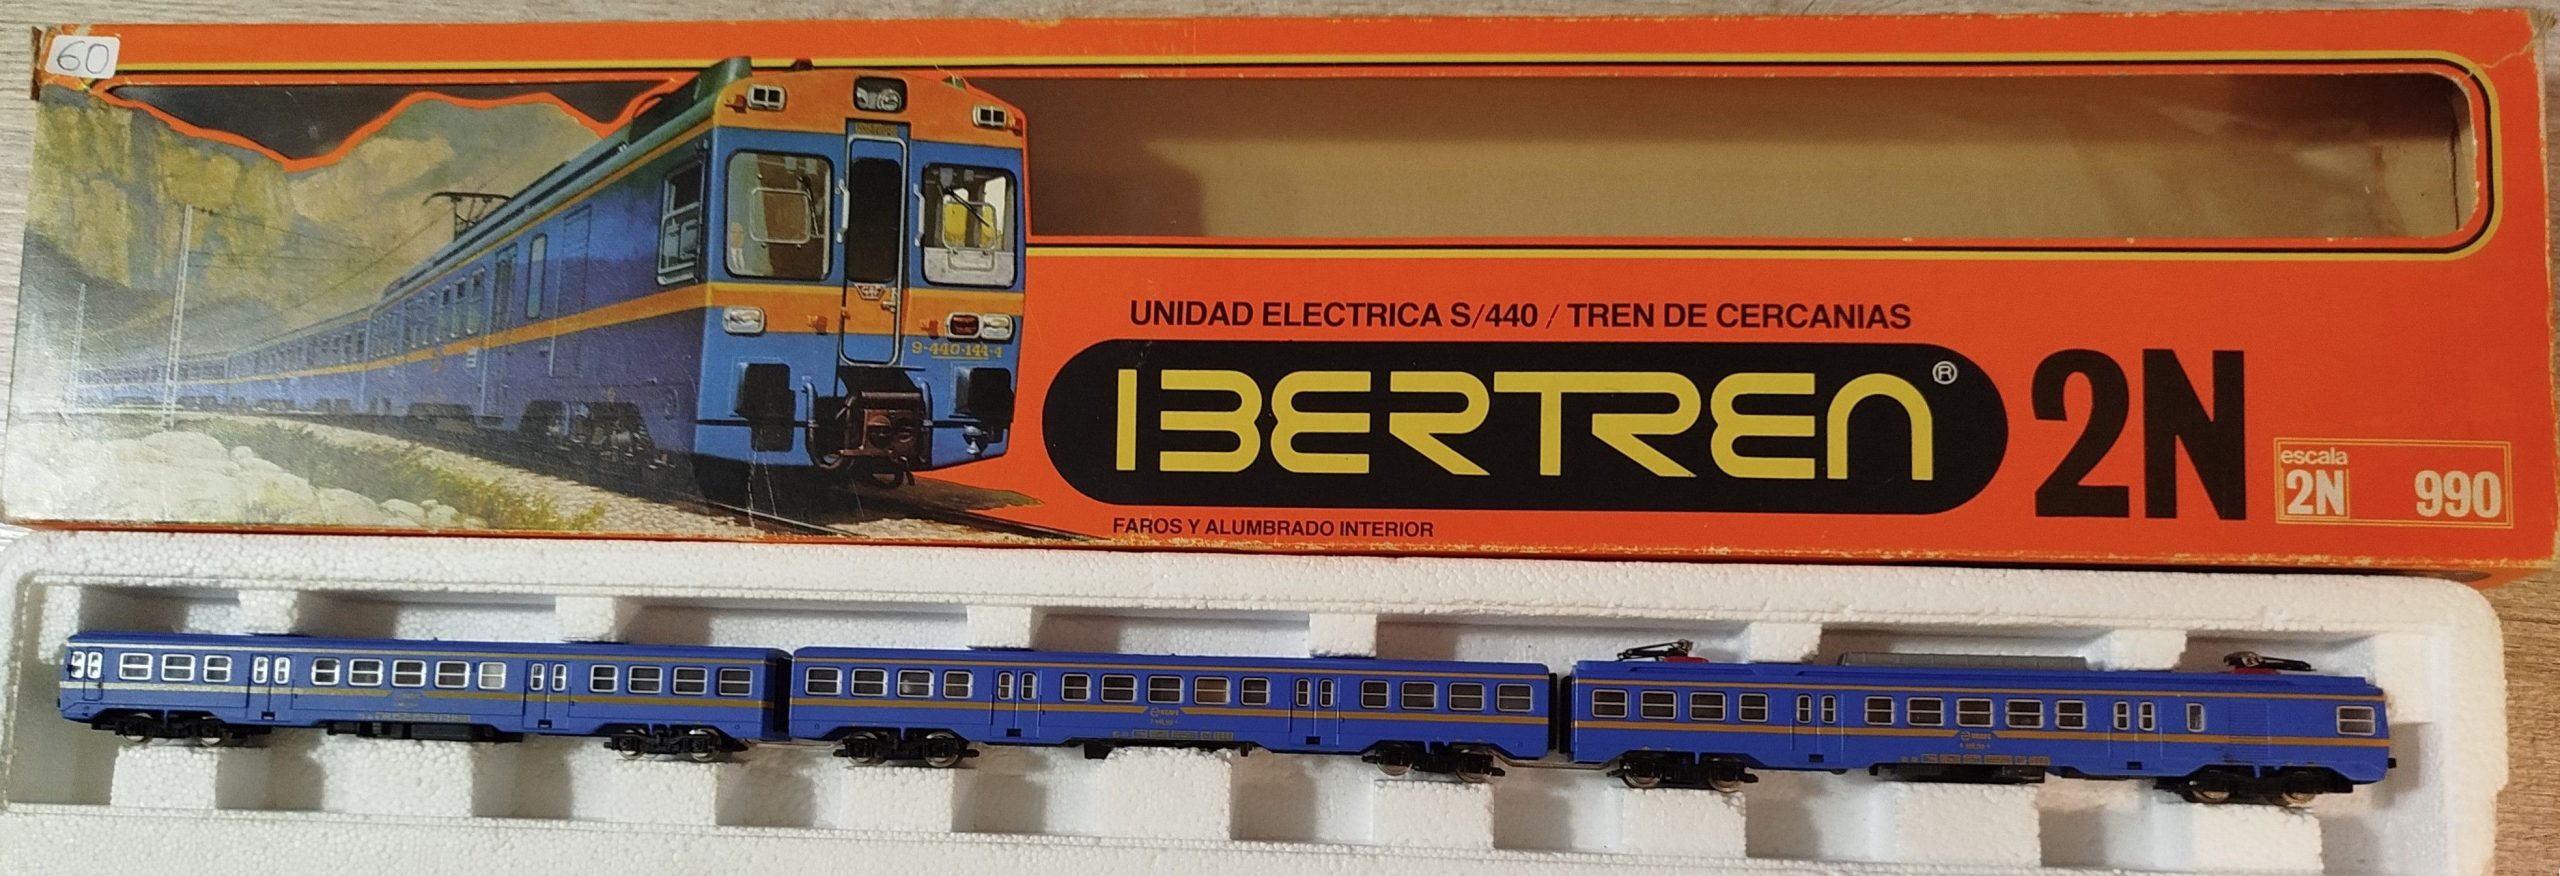 60
9-440-144-4
UNIDAD ELECTRICA S/440 / TREN DE CERCANIAS
IBERTREN® 2N
FAROS Y ALUMBRADO INTERIOR
escala
2N 990
RENFE